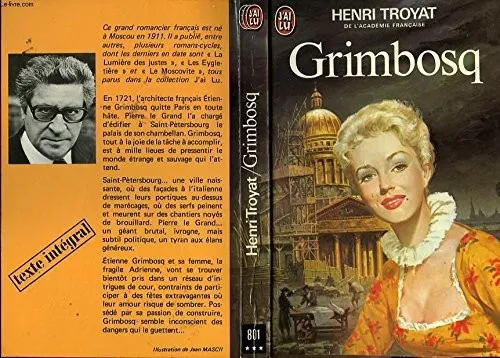 Ce grand romancier français est né
à Moscou en 1911. Il a publié, entre
autres, plusieurs romans-cycles,
dont les derniers en date sont « La
Lumière des justes », « Les Eygle-
tière » et « Le Moscovite », tous
parus dans la collection J'ai Lu.
En 1721, l'architecte français Étien-
ne Grimbosq quitte Paris en toute
hâte. Pierre le Grand l'a chargé
d'édifier à Saint-Pétersbourg le
palais de son chambellan. Grimbosq,
tout à la joie de la tâche à accomplir,
est à mille lieues de pressentir le
monde étrange et sauvage qui l'at-
tend.
Saint-Pétersbourg... une ville nais-
sante, où des façades à l'italienne
dressent leurs portiques au-dessus
de marécages, où des serfs peinent
et meurent sur des chantiers noyés
de brouillard. Pierre le Grand...
un géant brutal, ivrogne, mais
subtil politique, un tyran aux élans
généreux.
Étienne Grimbosq et sa femme, la
fragile Adrienne, vont se trouver
bientôt pris dans un réseau d'in-
trigues de cour, contraints de parti-
ciper à des fêtes extravagantes où
leur amour risque de sombrer. Pos-
sédé par sa passion de construire,
Grimbosq semble inconscient des
dangers qui le guettent...
Illustration de Jean MASCII
texte intégral
J'AI LU
Henri Troyat/Grimbosq
801
***
J'AI LU
HENRI TROYAT
DE L'ACADÉMIE FRANÇAISE
Grimbosq